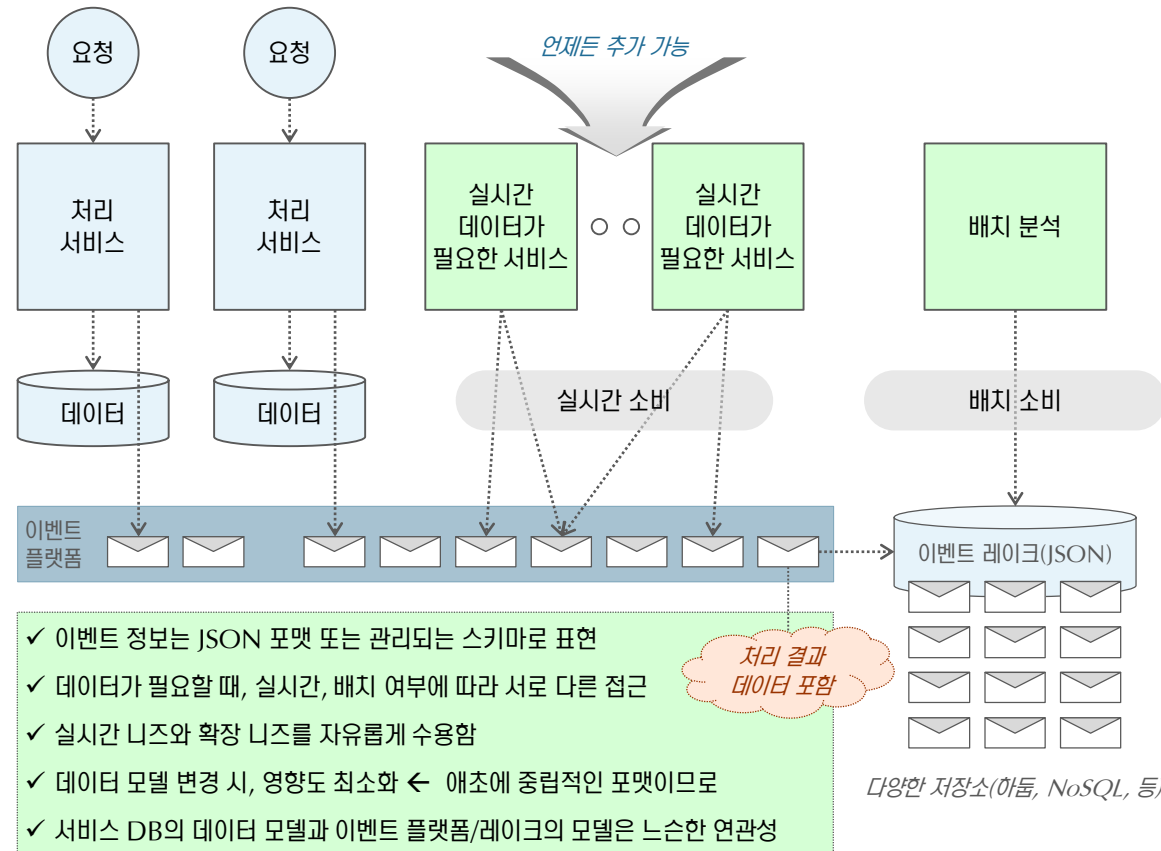 요청
요청
언제든 추가 가능
처리
서비스
처리
서비스
실시간
데이터가
필요한 서비스
실시간
데이터가
필요한 서비스
배치 분석
데이터
데이터
실시간 소비
배치 소비
이벤트
플랫폼
이벤트 레이크(JSON)
✓ 이벤트 정보는 JSON 포맷 또는 관리되는 스키마로 표현
✓ 데이터가 필요할 때, 실시간, 배치 여부에 따라 서로 다른 접근
✓ 실시간 니즈와 확장 니즈를 자유롭게 수용함
✓ 데이터 모델 변경 시, 영향도 최소화 ← 애초에 중립적인 포맷이므로
✓ 서비스 DB의 데이터 모델과 이벤트 플랫폼/레이크의 모델은 느슨한 연관성
처리 결과
데이터 포함
다양한 저장소(하둡, NoSQL, 등)